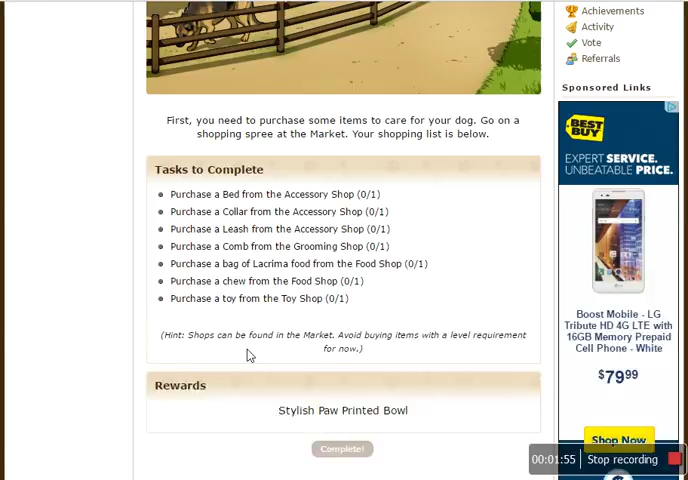 Achievements
Activity
Vote
Referrals
Sponsored Links
First, you need to purchase some items to care for your dog. Go on a
shopping spree at the Market. Your shopping list is below.
Tasks to Complete
Purchase a Bed from the Accessory Shop (0/1)
Purchase a Collar from the Accessory Shop (0/1)
Purchase a Leash from the Accessory Shop (0/1)
Purchase a Comb from the Grooming Shop (0/1)
Purchase a bag of Lacrima food from the Food Shop (0/1)
Purchase a chew from the Food Shop (0/1)
Purchase a toy from the Toy Shop (0/1)
(Hint: Shops can be found in the Market. Avoid buying items with a level requirement
for now.)
Rewards
Stylish Paw Printed Bowl
Complete!
BEST
BUY
EXPERT SERVICE.
UNBEATABLE PRICE.
Boost Mobile - LG
Tribute HD 4G LTE with
16GB Memory Prepaid
Cell Phone - White
$79.99
Shop Now
00:01:55 Stop recording